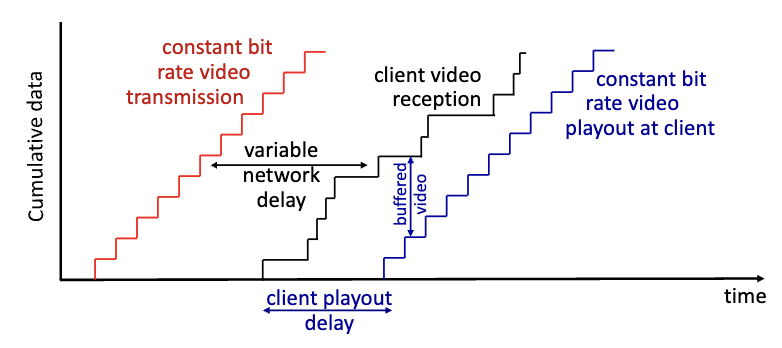 constant bit
rate video
transmission
client video
reception
constant bit
rate video
playout at client
variable
network
delay
buffered
video
Cumulative data
client playout
delay
time